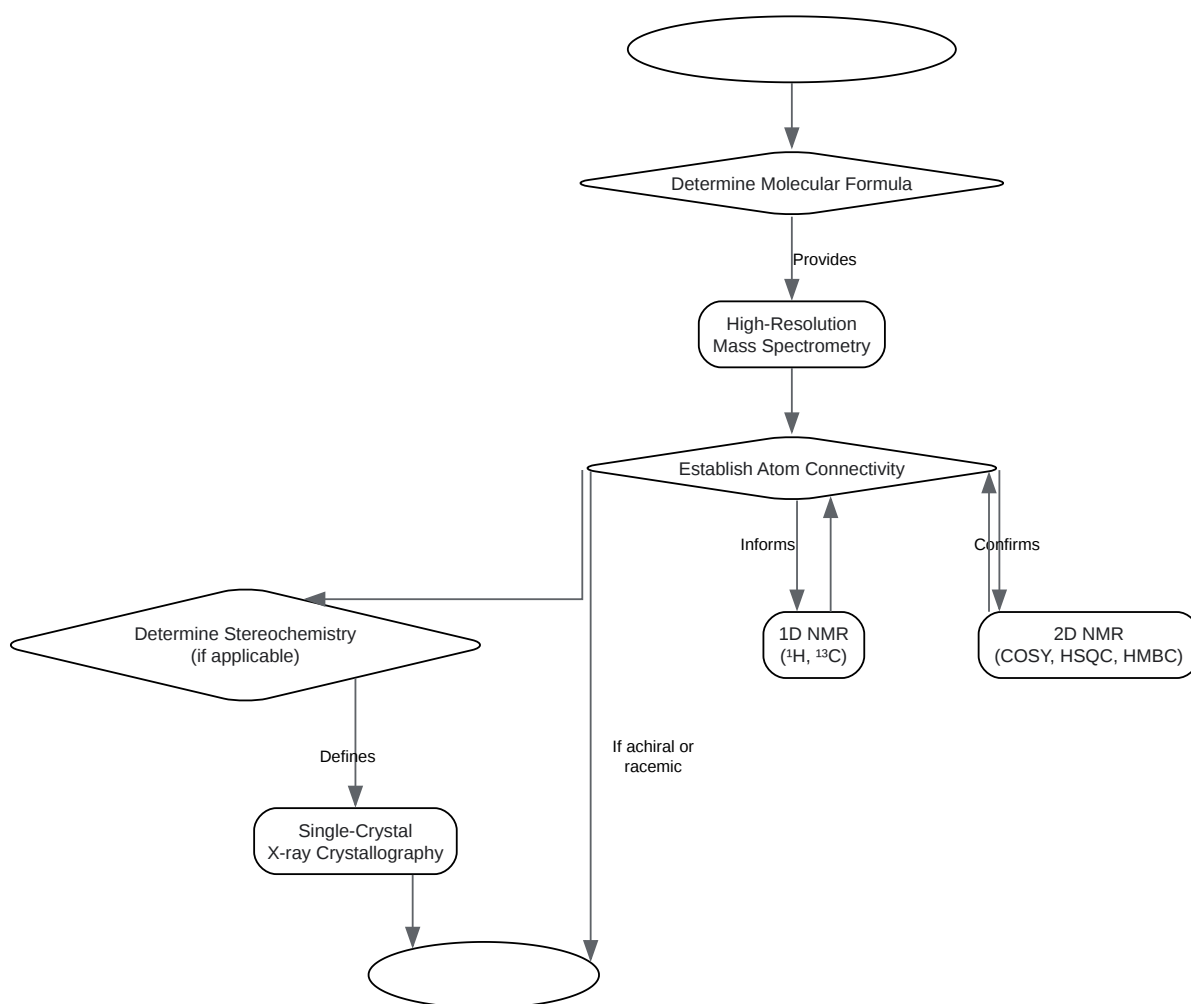 Determine Molecular Formula
Provides
High-Resolution
Mass Spectrometry
Establish Atom Connectivity
Informs
Confirms
Determine Stereochemistry
(if applicable)
1D NMR
(¹H, ¹³C)
2D NMR
(COSY, HSQC, HMBC)
Defines
If achiral or
racemic
Single-Crystal
X-ray Crystallography